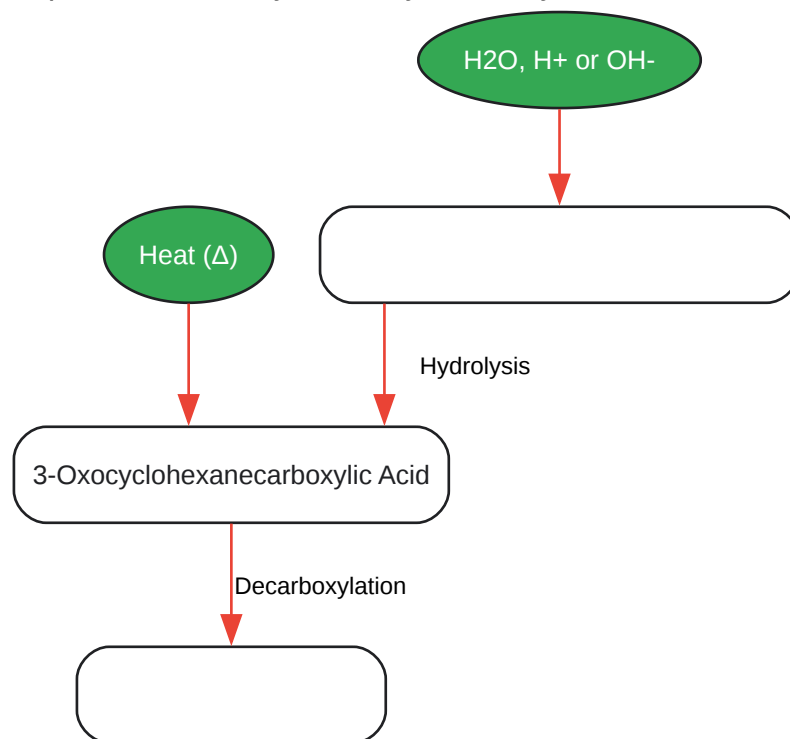 H2O, H+ or OH-
Heat (Δ)
Hydrolysis
3-Oxocyclohexanecarboxylic Acid
Decarboxylation